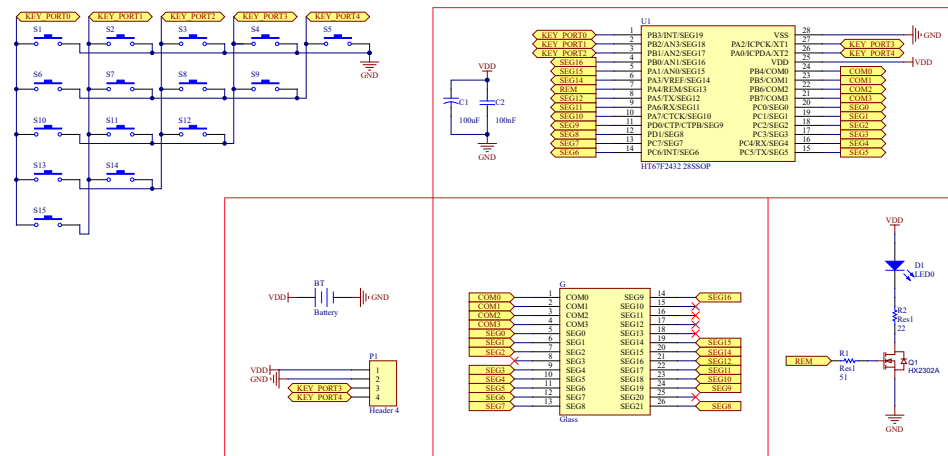 KEY_PORT0 KEY_PORT1 KEY_PORT2 KEY_PORT3 KEY_PORT4
S1 S2 S3 S4 S5
GND
S6 S7 S8 S9
S10 S11 S12
S13 S14
S15
VDD
C1 C2
100uF 100nF
GND
U1
KEY_PORT0 1 PB3/INT/SEG19 VSS 28 GND
KEY_PORT1 2 PB2/AN3/SEG18 PA2/ICPCK/XT1 27 KEY_PORT3
KEY_PORT2 3 PB1/AN2/SEG17 PA0/ICPDA/XT2 26 KEY_PORT4
SEG16 4 PB0/AN1/SEG16 VDD 25 VDD
SEG15 5 PA1/AN0/SEG15 PB4/COM0 24 COM0
SEG14 6 PA3/VREF/SEG14 PB5/COM1 23 COM1
REM 7 PA4/REM/SEG13 PB6/COM2 22 COM2
SEG12 8 PA5/TX/SEG12 PB7/COM3 21 COM3
SEG11 9 PA6/RX/SEG11 PC0/SEG0 20 SEG0
SEG10 10 PA7/CTCK/SEG10 PC1/SEG1 19 SEG1
SEG9 11 PD0/CTP/CTPB/SEG9 PC2/SEG2 18 SEG2
SEG8 12 PD1/SEG8 PC3/SEG3 17 SEG3
SEG7 13 PC7/SEG7 PC4/RX/SEG4 16 SEG4
SEG6 14 PC6/INT/SEG6 PC5/TX/SEG5 15 SEG5
HT67F2432 28SSOP
BT
VDD GND
Battery
P1
VDD 1
GND 2
KEY_PORT3 3
KEY_PORT4 4
Header 4
G
COM0 1 COM0 SEG9 14 SEG16
COM1 2 COM1 SEG10 15
COM2 3 COM2 SEG11 16
COM3 4 COM3 SEG12 17
SEG0 5 SEG0 SEG13 18
SEG1 6 SEG1 SEG14 19 SEG15
SEG2 7 SEG2 SEG15 20 SEG14
8 SEG3 SEG16 21 SEG12
SEG3 9 SEG4 SEG17 22 SEG11
SEG4 10 SEG5 SEG18 23 SEG10
SEG5 11 SEG6 SEG19 24 SEG9
SEG6 12 SEG7 SEG20 25
SEG7 13 SEG8 SEG21 26 SEG8
Glass
VDD
D1
LED0
R2
Res1
22
REM
R1
Res1
51
Q1
HX2302A
GND